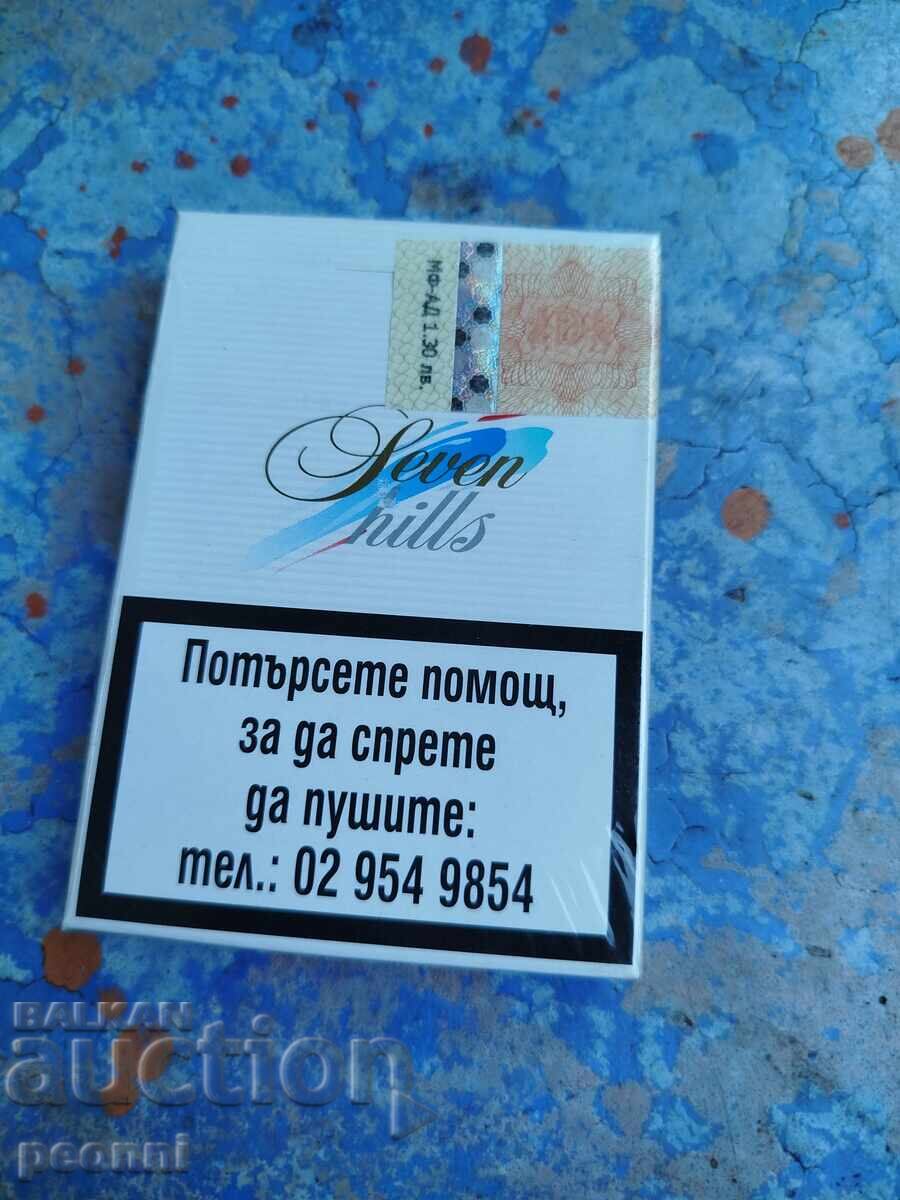 МФ-АД 1.30 лв.
Seven
hills
Потърсете помощ,
за да спрете
да пушите:
тел.: 02 954 9854
BALKAN
auction
peonni